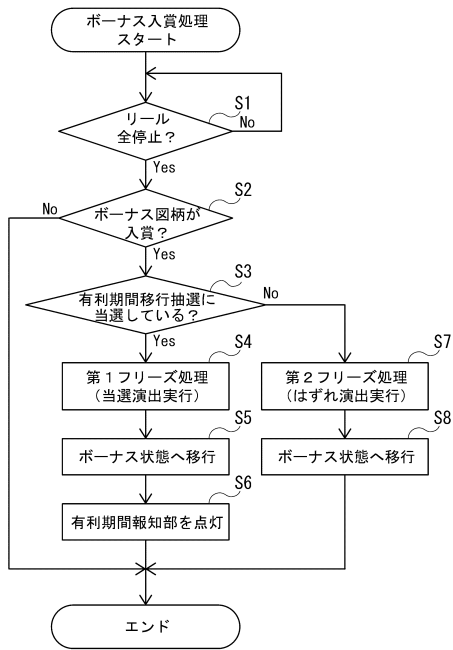 ボーナス入賞処理
スタート
S1
リール
全停止？
No
Yes
S2
No
ボーナス図柄が
入賞？
Yes
S3
有利期間移行抽選に
当選している？
No
Yes
S4
第１フリーズ処理
（当選演出実行）
S7
第２フリーズ処理
（はずれ演出実行）
S5
ボーナス状態へ移行
S8
ボーナス状態へ移行
S6
有利期間報知部を点灯
エンド